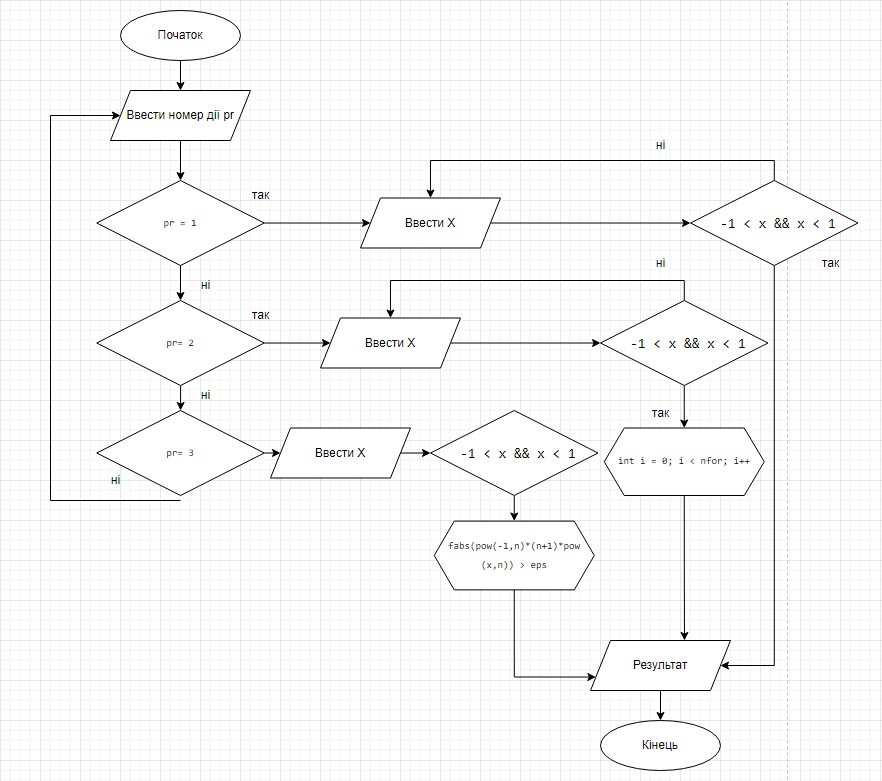 Початок
Ввести номер дії pr
ні
так
pr = 1
Ввести X
-1 < x && x < 1
так
ні
ні
так
pr= 2
Ввести X
-1 < x && x < 1
ні
так
pr= 3
Ввести X
-1 < x && x < 1
int i = 0; i < nfor; i++
ні
fabs(pow(-1,n)*(n+1)*pow
(x,n)) > eps
Результат
Кінець